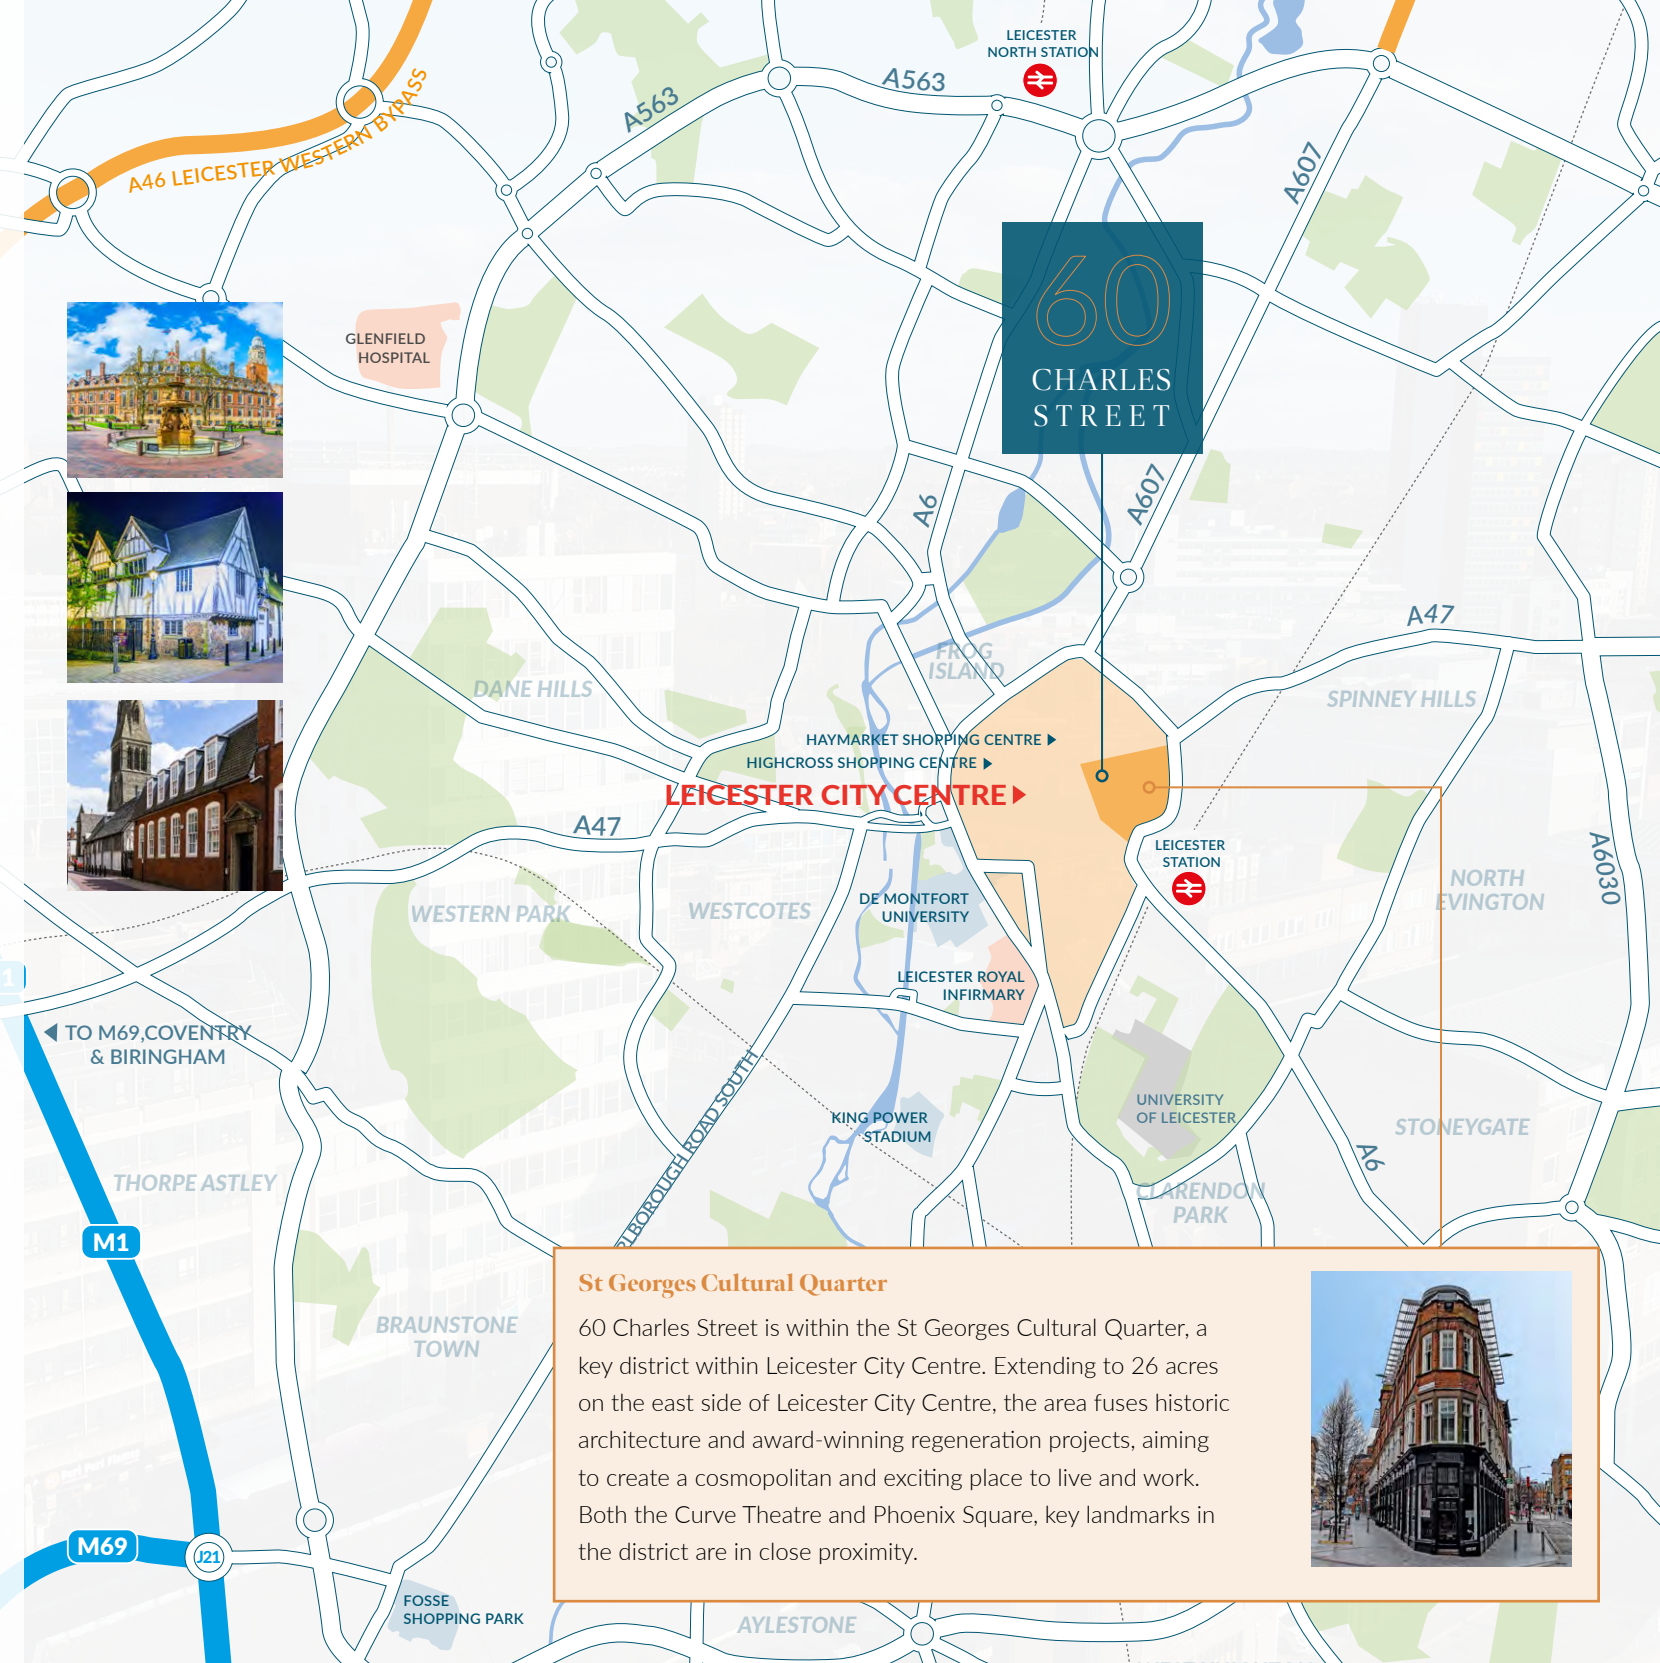 LEICESTER
NORTH STATION
A563
A563
A46 LEICESTER WESTERN BYPASS
A607
60
CHARLES
STREET
GLENFIELD
HOSPITAL
A6
A607
A47
FROG
ISLAND
DANE HILLS
SPINNEY HILLS
HAYMARKET SHOPPING CENTRE
HIGHCROSS SHOPPING CENTRE
LEICESTER CITY CENTRE
A47
LEICESTER
STATION
A6030
NORTH
EVINGTON
DE MONTFORT
UNIVERSITY
WESTERN PARK
WESTCOTES
LEICESTER ROYAL
INFIRMARY
1
TO M69,COVENTRY
& BIRINGHAM
UNIVERSITY
OF LEICESTER
KING POWER
STADIUM
STONEYGATE
A6
RLBOROUGH ROAD SOUTH
THORPE ASTLEY
CLARENDON
PARK
M1
BRAUNSTONE
TOWN
St Georges Cultural Quarter
60 Charles Street is within the St Georges Cultural Quarter, a
key district within Leicester City Centre. Extending to 26 acres
on the east side of Leicester City Centre, the area fuses historic
architecture and award-winning regeneration projects, aiming
to create a cosmopolitan and exciting place to live and work.
Both the Curve Theatre and Phoenix Square, key landmarks in
the district are in close proximity.
M69
J21
FOSSE
SHOPPING PARK
AYLESTONE